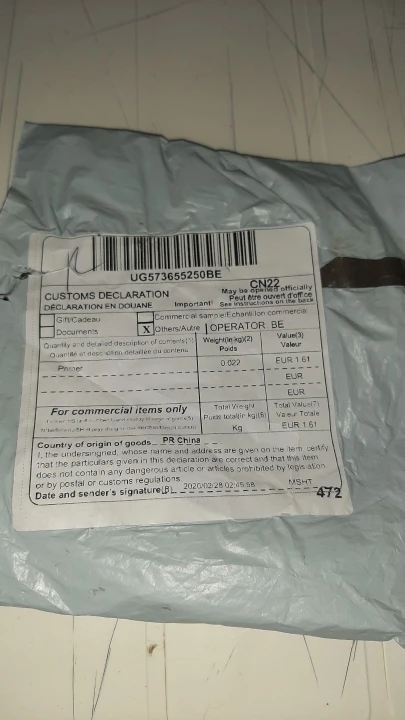 UG573655250BE
CUSTOMS DECLARATION
DÉCLARATION EN DOUANE
Important!
CN22
May be opened officially
Peut être ouvert d'office
See instructions on the back
Gift/Cadeau
Commercial sample/Echantillon commercial
Documents
X Others/Autre
OPERATOR BE
Quantity and detailed description of contents(1)
Quantité et description détaillée du contenu
Weight(in kg)(2)
Poids
Value(3)
Valeur
Primer
0.022
EUR 1.61
EUR
EUR
For commercial items only
Total Weight
Poids total(in kg)(6)
Kg
Total Value(7)
Valeur Totale
EUR 1.61
Country of origin of goods PR China
I, the undersigned, whose name and address are given on the item certify
that the particulars given in this declaration are correct and that this item
does not contain any dangerous article or articles prohibited by legislation
or by postal or customs regulations.
Date and sender's signature(8) 2020/02/28 02:45:58
MSHT
472